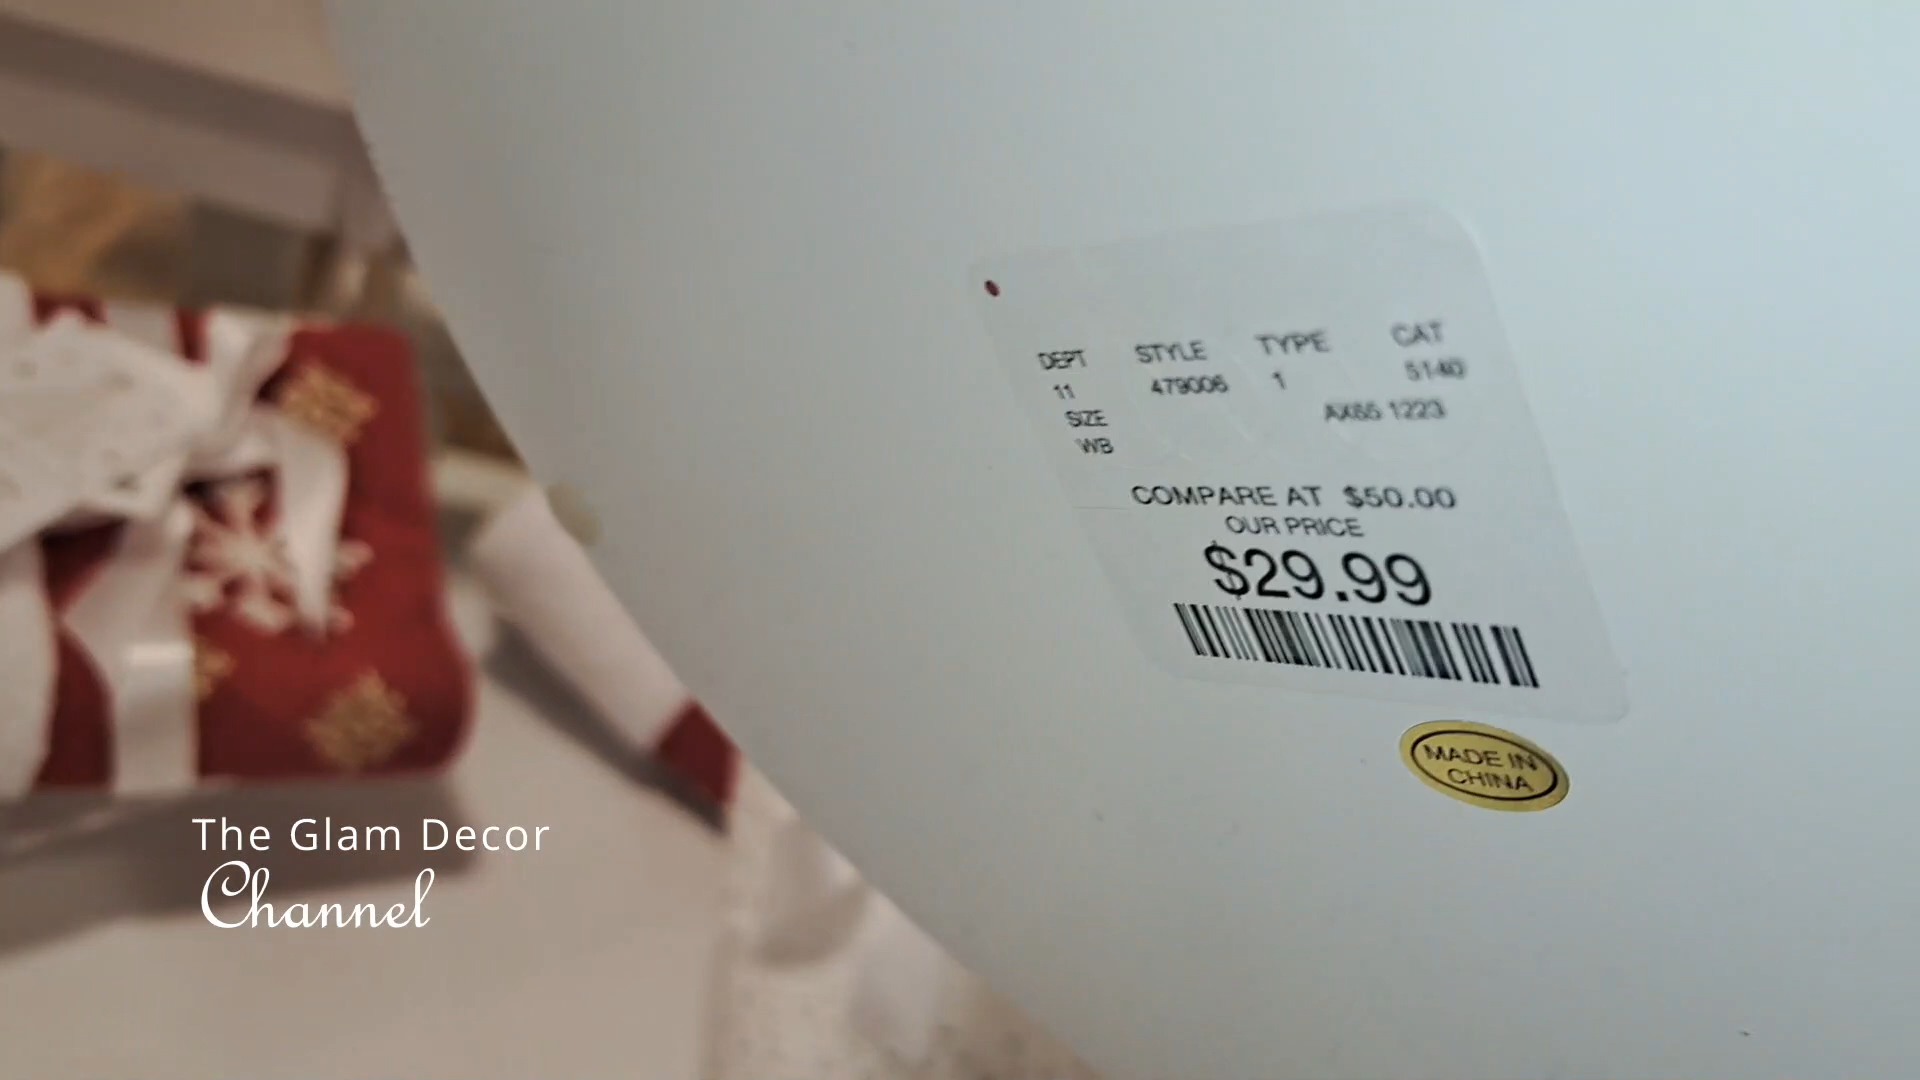 DEPT STYLE TYPE CAT
11 479006 1 5140
SIZE AX65 1223
WB
COMPARE AT $50.00
OUR PRICE
$29.99
MADE IN
CHINA
The Glam Decor
Channel